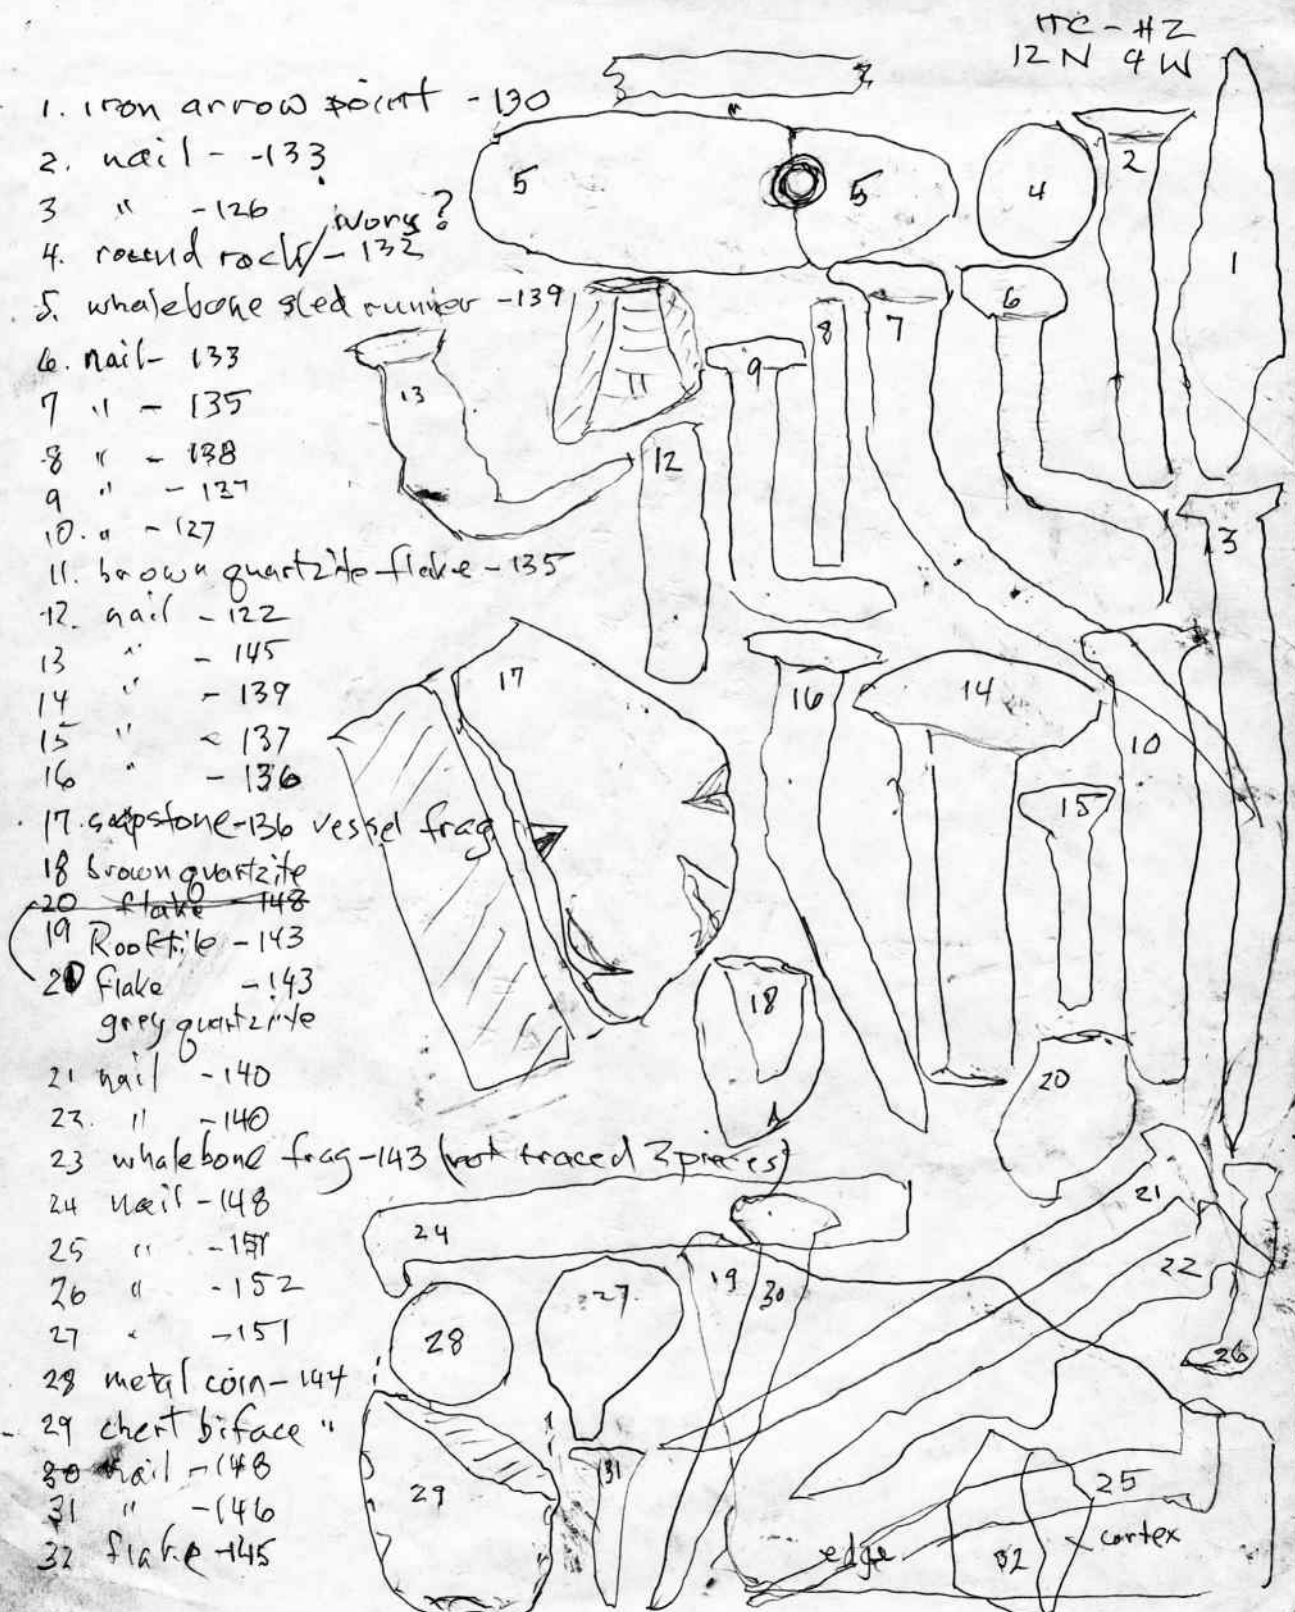 HC-#2
12N 9W
1. iron arrow point - 130
2. nail - -133
3 " -126
ivory?
4. round rock/ - 132
5. whalebone sled runner - 139
6. nail - 133
7 " - 135
8 " - 138
9 " - 137
10. " - 127
11. brown quartzite flake - 135
12. nail - 122
13 " - 145
14 " - 139
15 " - 137
16 " - 136
17. soapstone-136 vessel frag
18 brown quartzite
20 flake 148
19 Rooftile - 143
20 flake - 143
grey quartzite
21 nail - 140
22. " - 140
23 whalebone frag - 143 (not traced 2 pieces)
24 nail - 148
25 " - 151
26 " - 152
27 " - 151
28 metal coin - 144
29 chert biface "
30 nail - 148
31 " - 146
32 flake - 145
5
5
4
2
1
6
7
8
9
11
13
12
3
17
16
14
10
15
18
20
21
24
22
19
30
27
28
26
31
29
25
edge
32
cortex